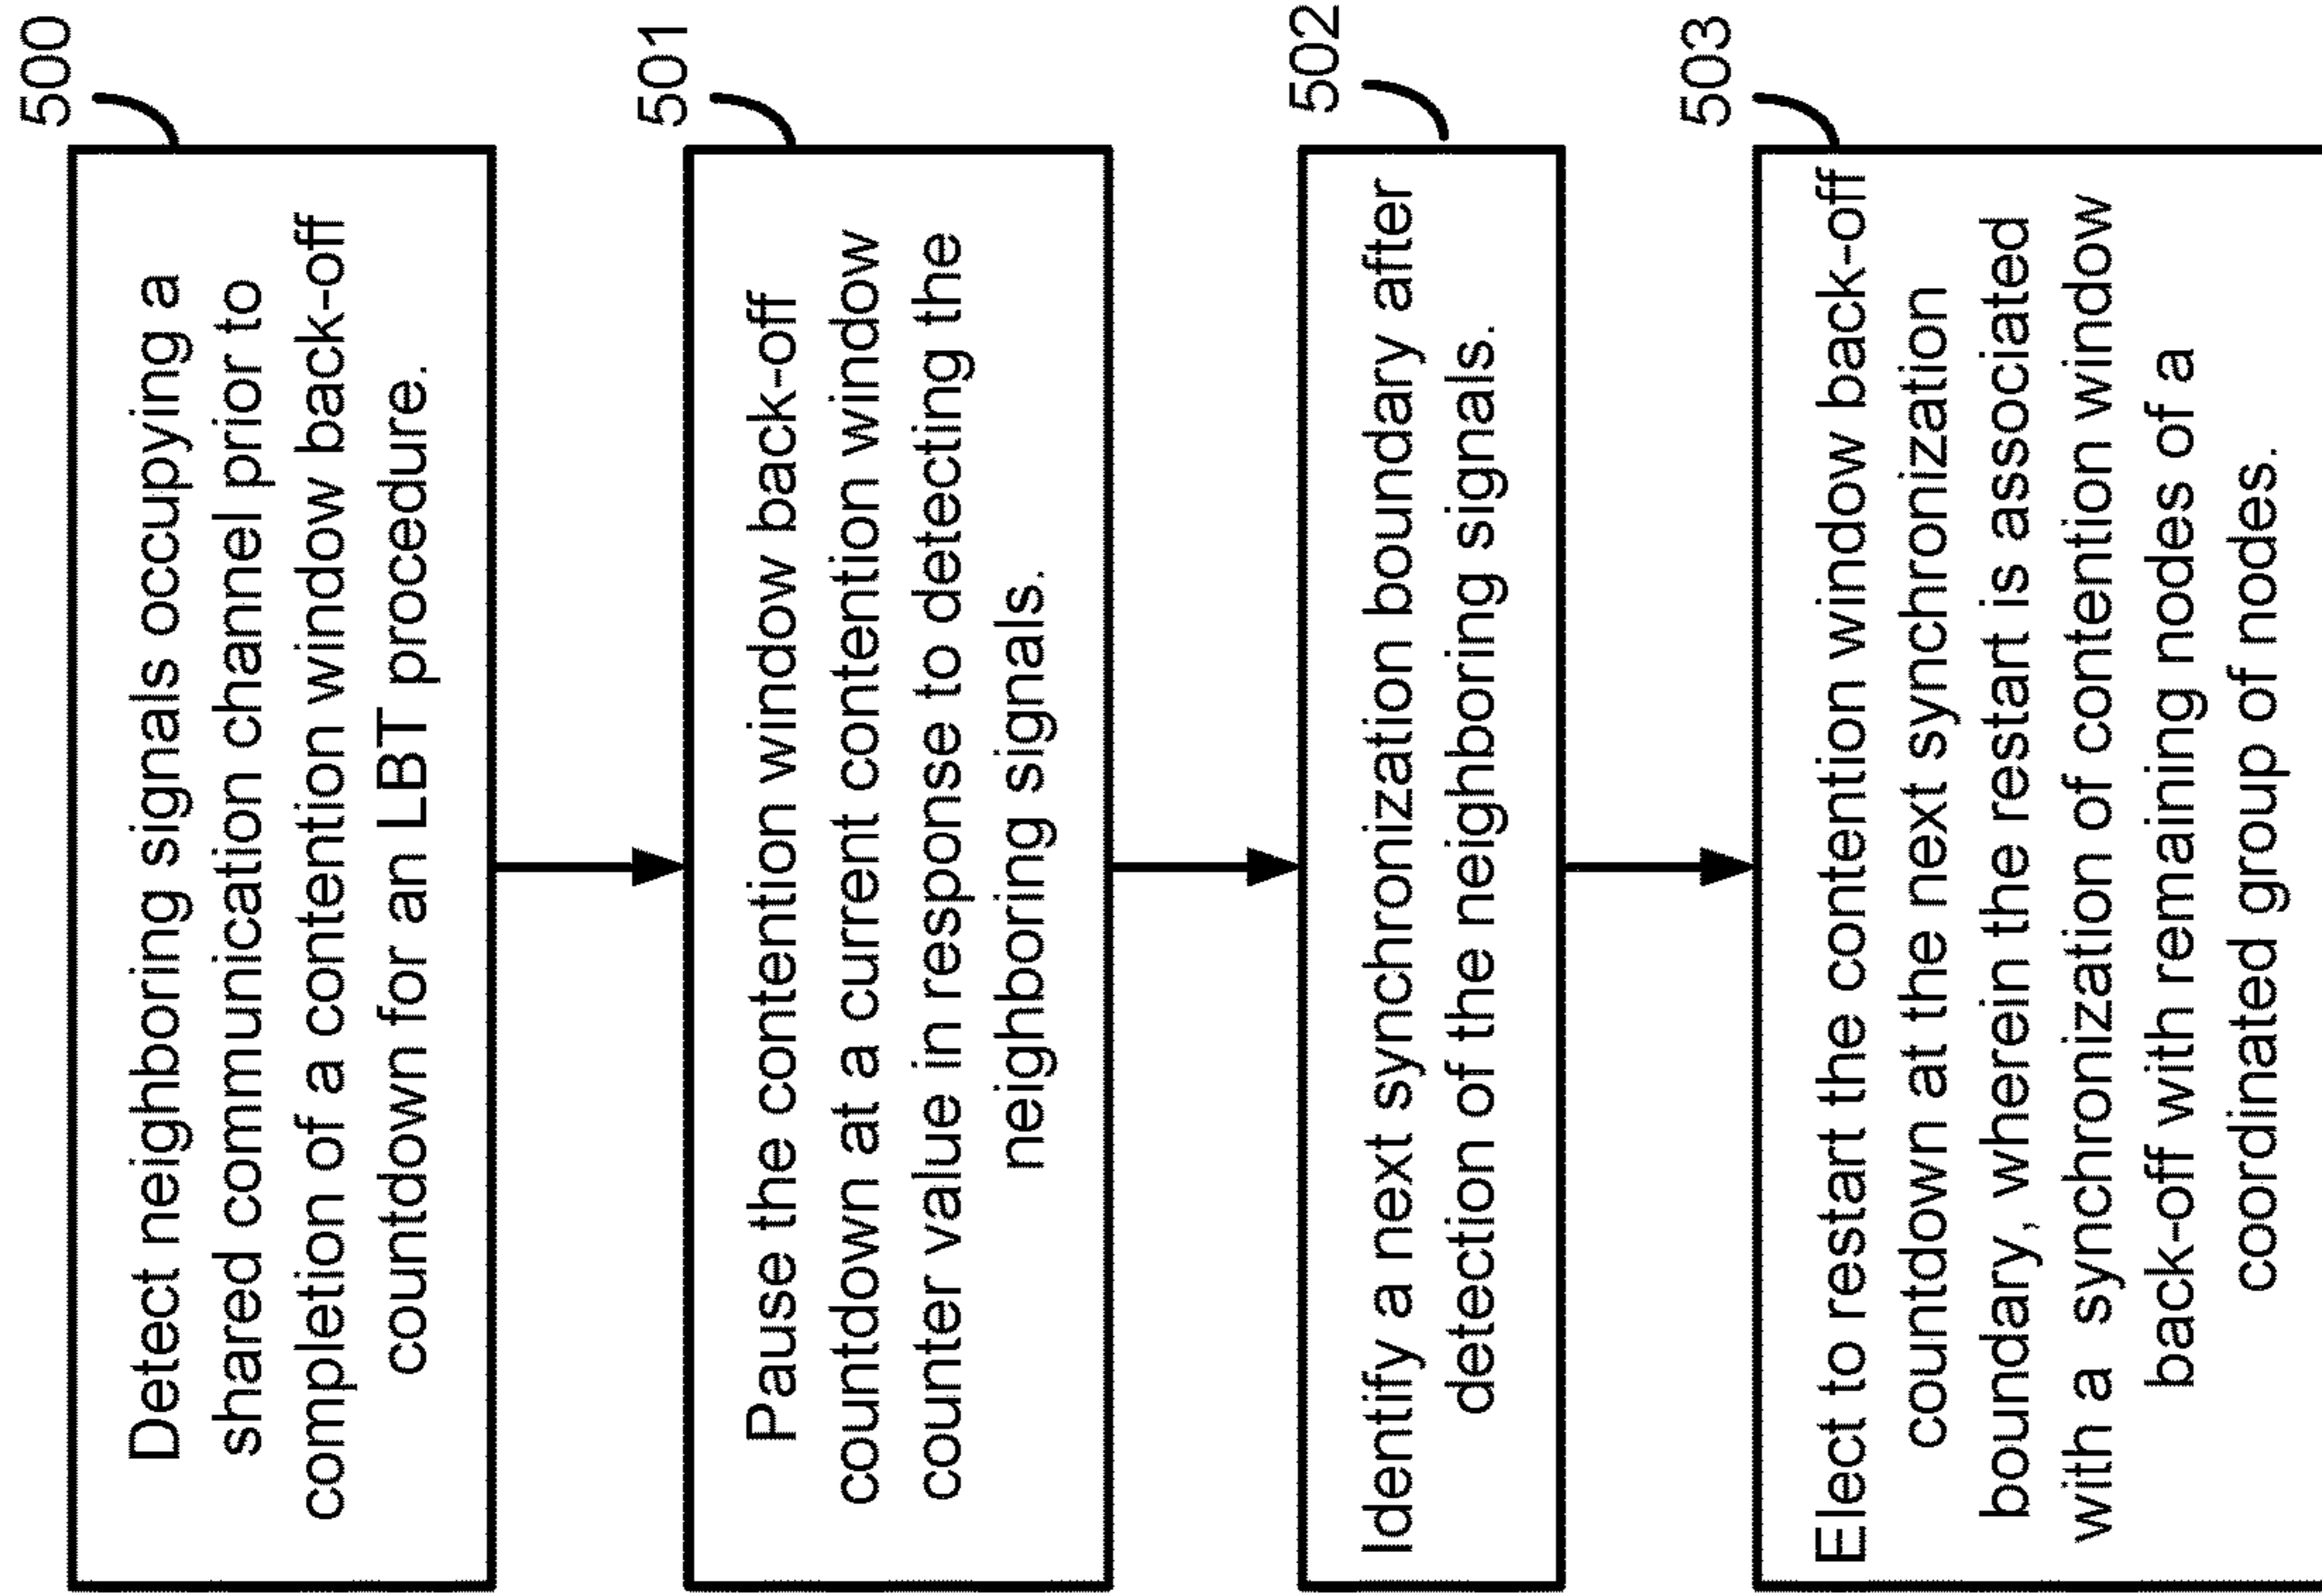 500
Detect neighboring signals occupying a
shared communication channel prior to
completion of a contention window back-off
countdown for an LBT procedure.
501
Pause the contention window back-off
countdown at a current contention window
counter value in response to detecting the
neighboring signals.
502
Identify a next synchronization boundary after
detection of the neighboring signals.
503
Elect to restart the contention window back-off
countdown at the next synchronization
boundary, wherein the restart is associated
with a synchronization of contention window
back-off with remaining nodes of a
coordinated group of nodes.